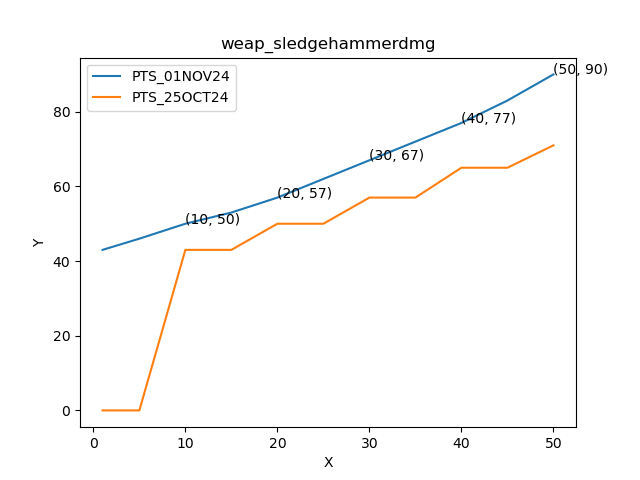 weap_sledgehammerdmg
PTS_01NOV24
PTS_25OCT24
(50, 90)
(40, 77)
(30, 67)
(20, 57)
(10, 50)
Y
80
60
40
20
0
0 10 20 30 40 50
X